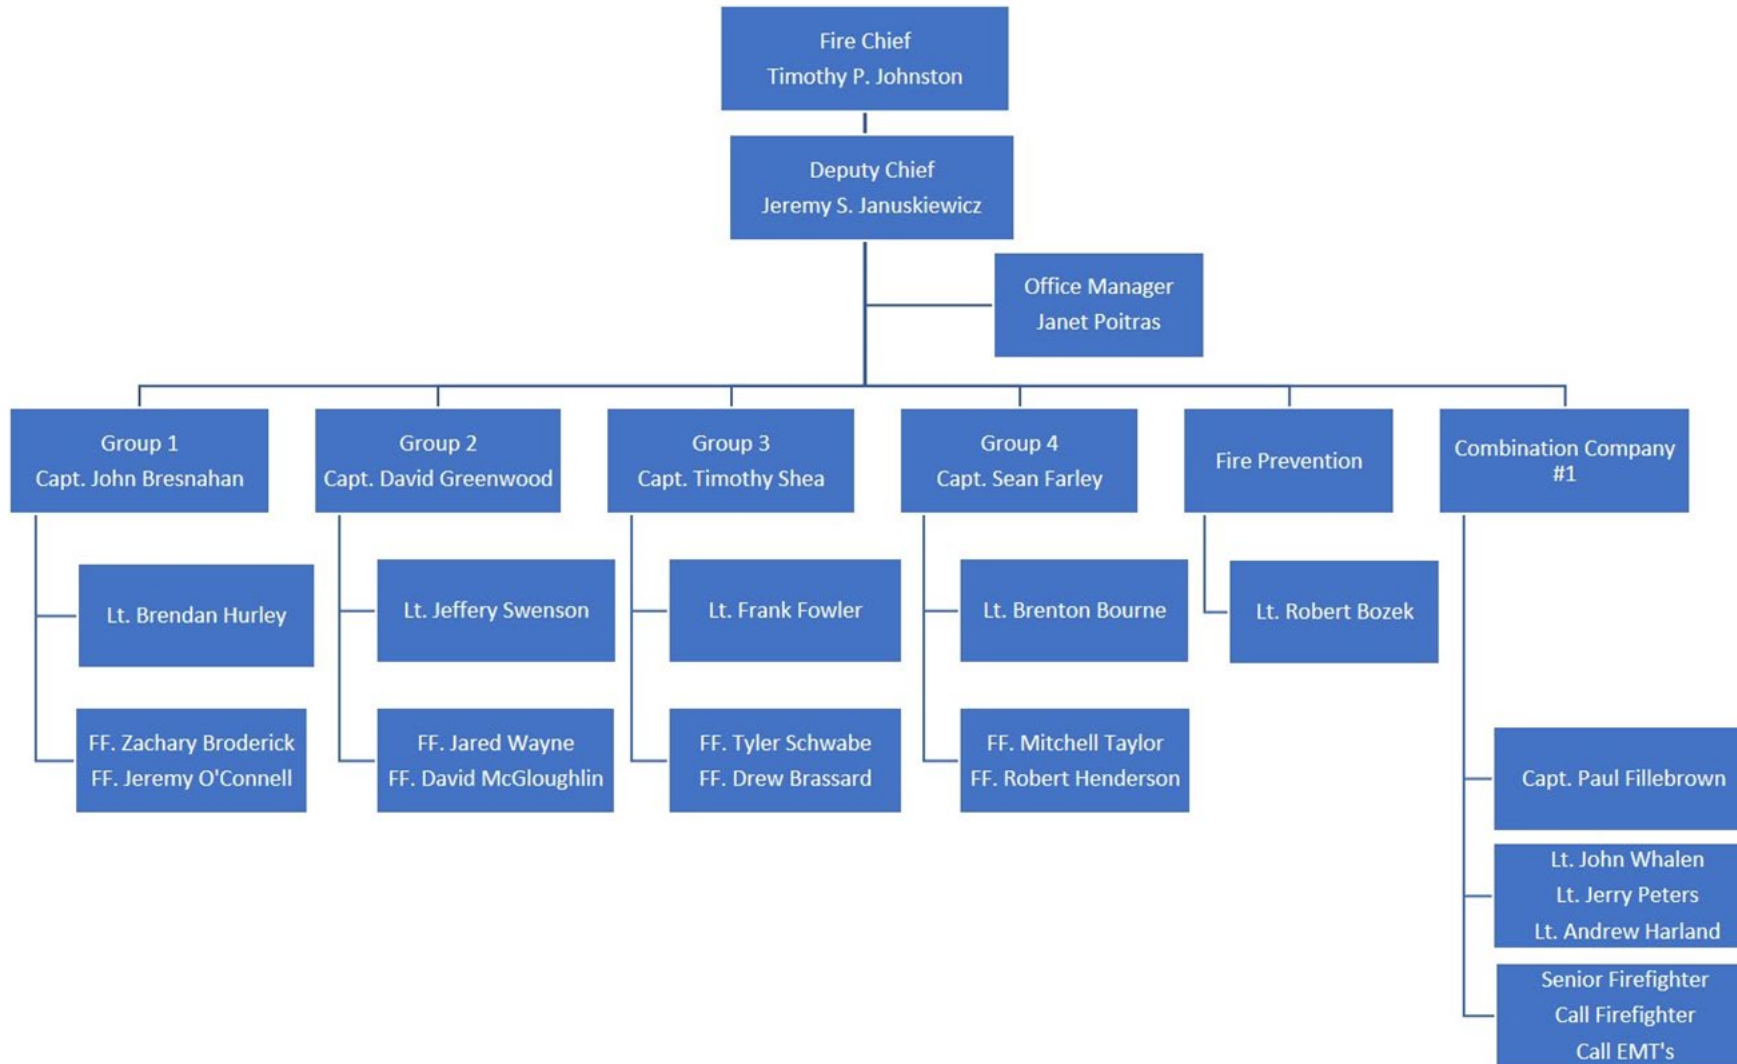 Fire Chief
Timothy P. Johnston
Deputy Chief
Jeremy S. Januskiewicz
Office Manager
Janet Poitras
Group 1
Capt. John Bresnahan
Group 2
Capt. David Greenwood
Group 3
Capt. Timothy Shea
Group 4
Capt. Sean Farley
Fire Prevention
Combination Company
#1
Lt. Brendan Hurley
Lt. Jeffery Swenson
Lt. Frank Fowler
Lt. Brenton Bourne
Lt. Robert Bozek
FF. Zachary Broderick
FF. Jeremy O'Connell
FF. Jared Wayne
FF. David McGloughlin
FF. Tyler Schwabe
FF. Drew Brassard
FF. Mitchell Taylor
FF. Robert Henderson
Capt. Paul Fillebrown
Lt. John Whalen
Lt. Jerry Peters
Lt. Andrew Harland
Senior Firefighter
Call Firefighter
Call EMT's